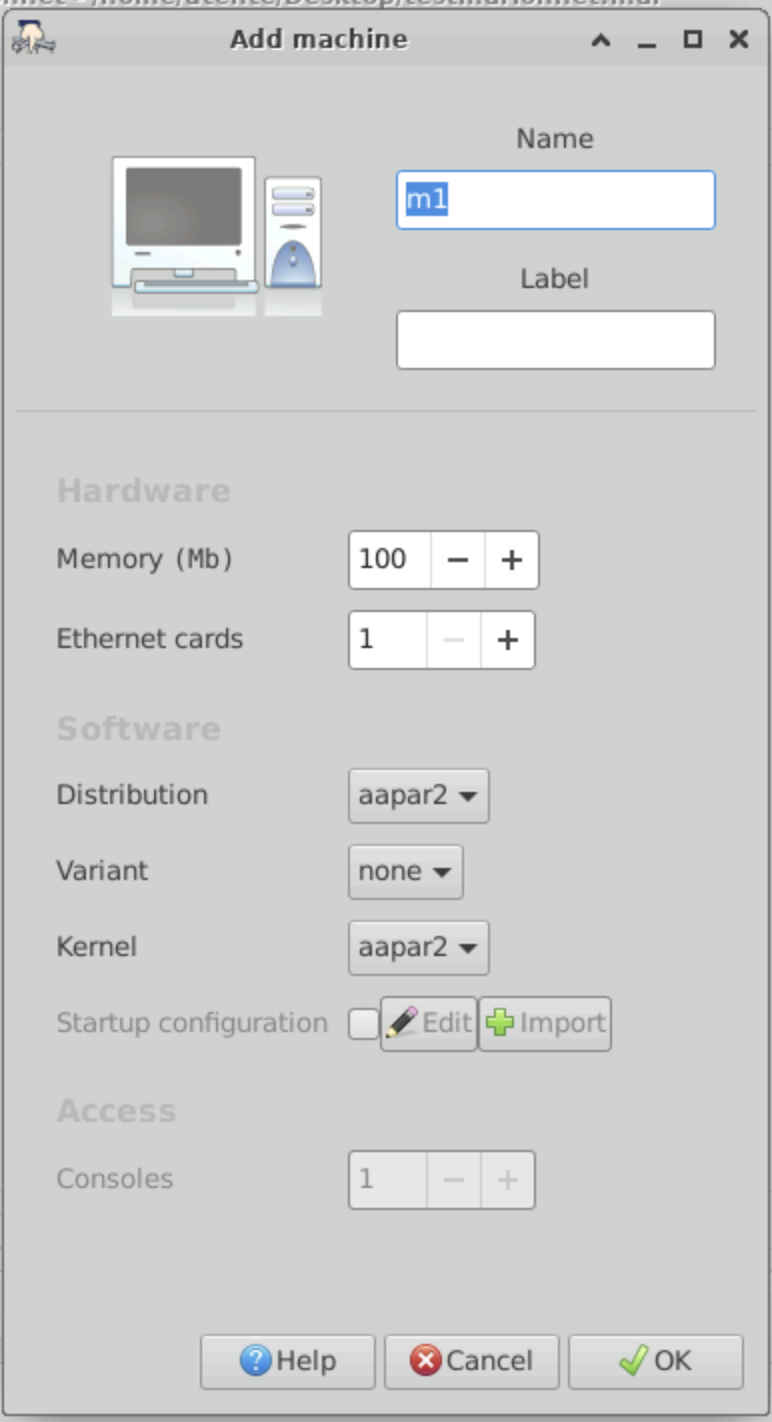 Add machine
Name
m1
Label
Hardware
Memory (Mb) 100
Ethernet cards 1
Software
Distribution aapar2
Variant none
Kernel aapar2
Startup configuration Edit Import
Access
Consoles 1
Help Cancel OK